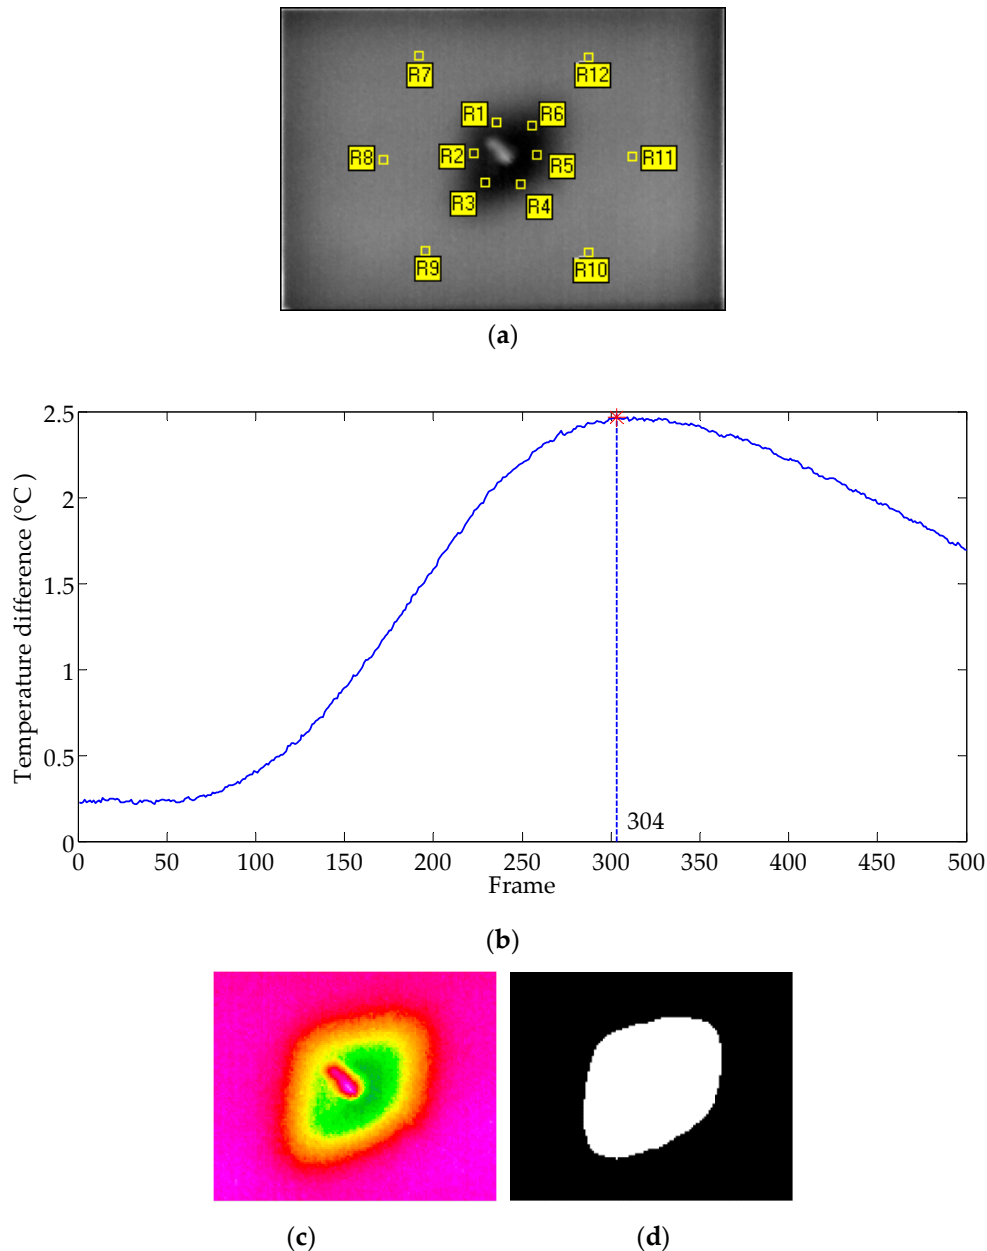 R7
R12
R1
R6
R8
R2
R5
R11
R3
R4
R9
R10
(a)
2.5
2
1.5
1
0.5
0
Temperature difference (°C )
304
0 50 100 150 200 250 300 350 400 450 500
Frame
(b)
(c) (d)